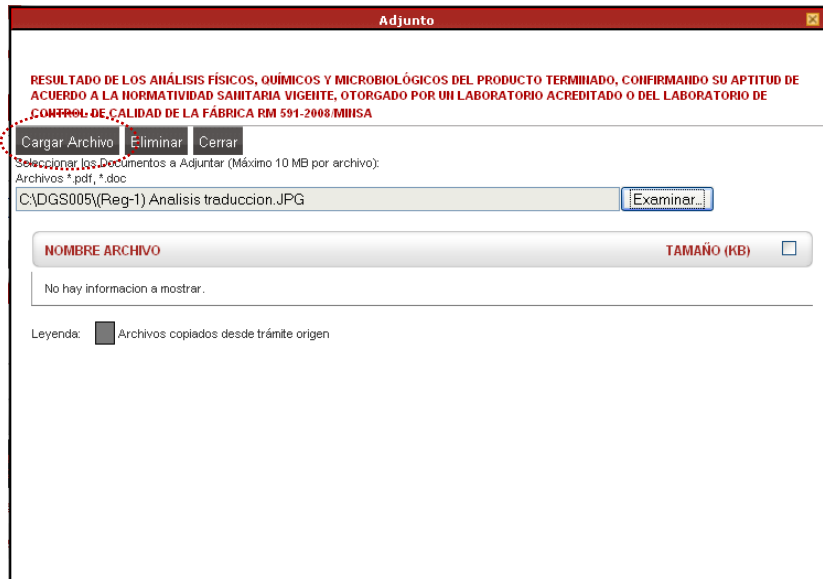 Adjunto
RESULTADO DE LOS ANÁLISIS FÍSICOS, QUÍMICOS Y MICROBIOLÓGICOS DEL PRODUCTO TERMINADO, CONFIRMANDO SU APTITUD DE
ACUERDO A LA NORMATIVIDAD SANITARIA VIGENTE, OTORGADO POR UN LABORATORIO ACREDITADO O DEL LABORATORIO DE
CONTROL DE CALIDAD DE LA FÁBRICA RM 591-2008/MINSA
Cargar Archivo Eliminar Cerrar
Seleccionar los Documentos a Adjuntar (Máximo 10 MB por archivo):
Archivos *.pdf, *.doc
C:\DGS005\(Reg-1) Analisis traduccion.JPG Examinar...
NOMBRE ARCHIVO TAMAÑO (KB)
No hay informacion a mostrar.
Leyenda: Archivos copiados desde trámite origen